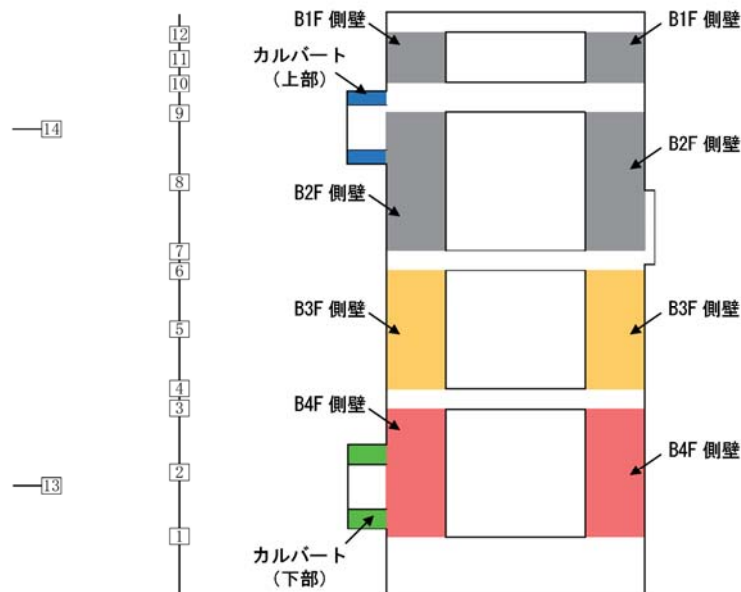 12
11
10
9
14
8
7
6
5
4
3
2
13
1
B1F 側壁
B1F 側壁
カルバート
（上部）
B2F 側壁
B2F 側壁
B3F 側壁
B3F 側壁
B4F 側壁
B4F 側壁
カルバート
（下部）